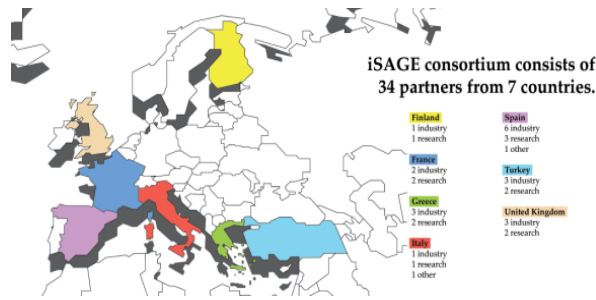 iSAGE consortium consists of
34 partners from 7 countries.
Finland
1 industry
1 research
France
2 industry
2 research
Greece
3 industry
2 research
Italy
1 industry
1 research
1 other
Spain
6 industry
3 research
1 other
Turkey
3 industry
2 research
United Kingdom
3 industry
2 research